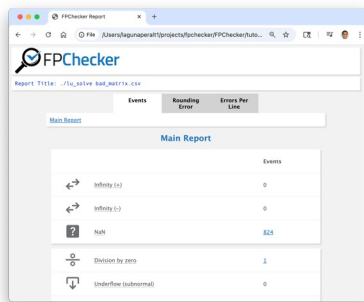 FPChecker Report
File /Users/lagunaperalt1/projects/fpchecker/FPChecker/tuto...
FPChecker
Report Title: ./lu_solve bad_matrix.csv
Events Rounding Error Errors Per Line
Main Report
Main Report
Events
Infinity (+) 0
Infinity (-) 0
NaN 824
Division by zero 1
Underflow (subnormal) 0